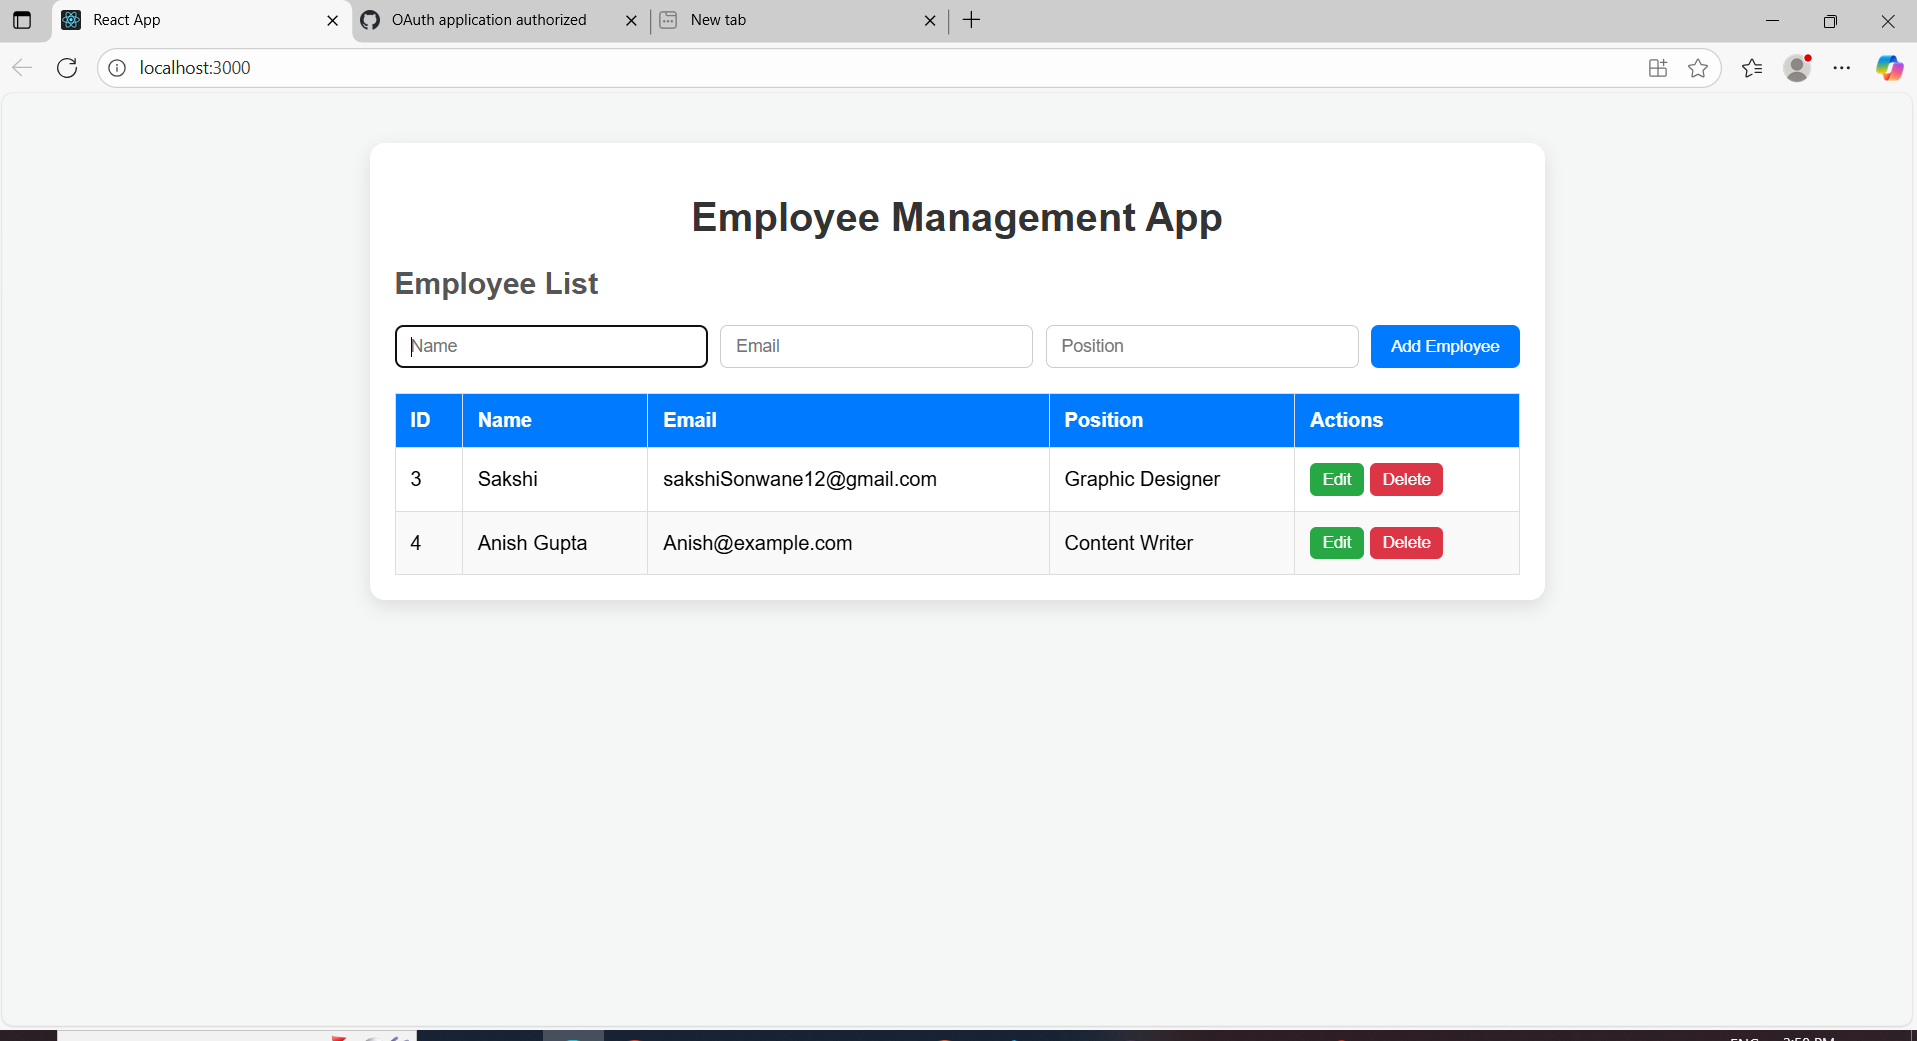 React App
OAuth application authorized
New tab
localhost:3000
Employee Management App
Employee List
Name
Email
Position
Add Employee
ID Name Email Position Actions
3 Sakshi sakshiSonwane12@gmail.com Graphic Designer Edit Delete
4 Anish Gupta Anish@example.com Content Writer Edit Delete